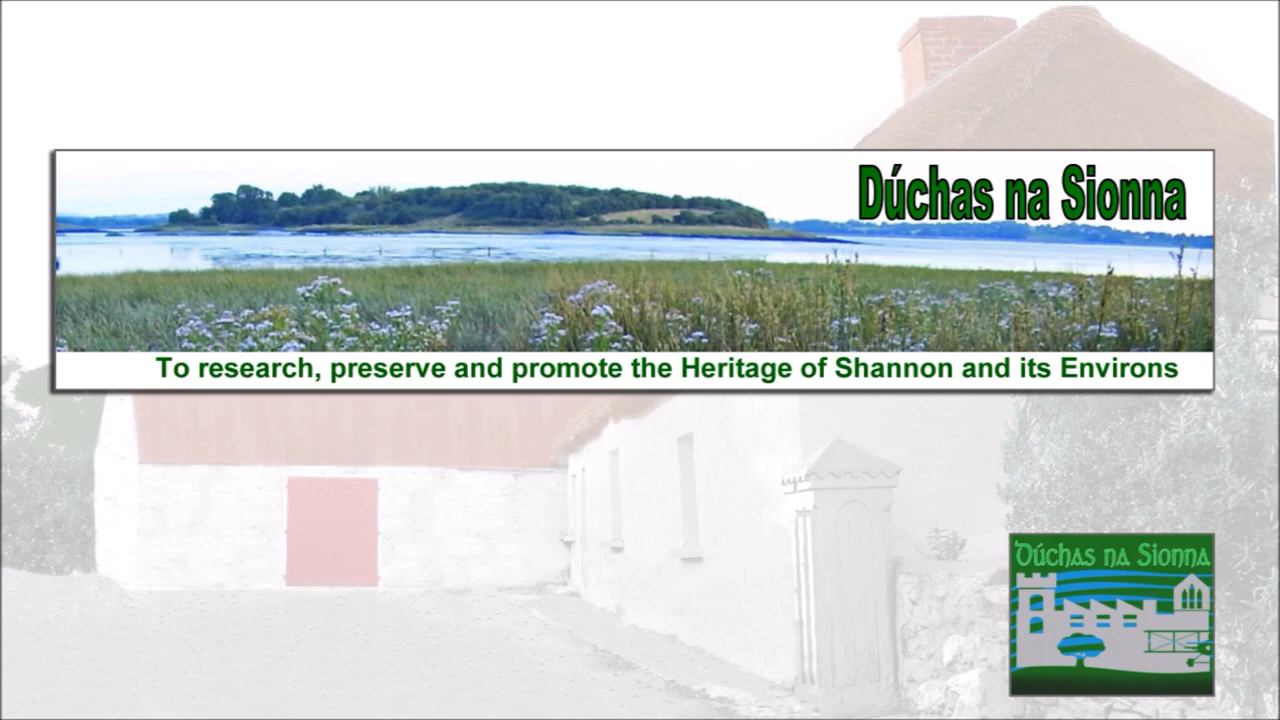 Dúchas na Sionna
To research, preserve and promote the Heritage of Shannon and its Environs
Dúchas na Sionna